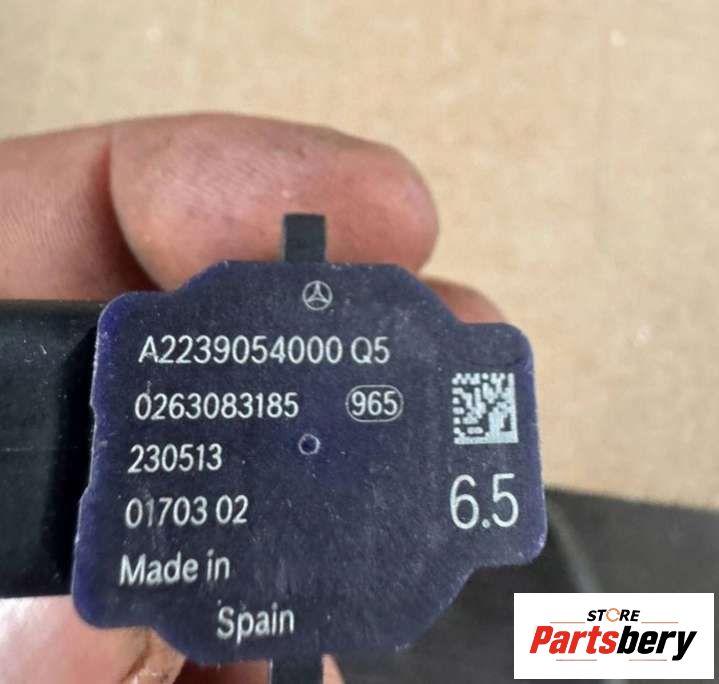 A2239054000 Q5
0263083185 965
230513
01703 02
6.5
Made in
Spain
STORE
Partsbery